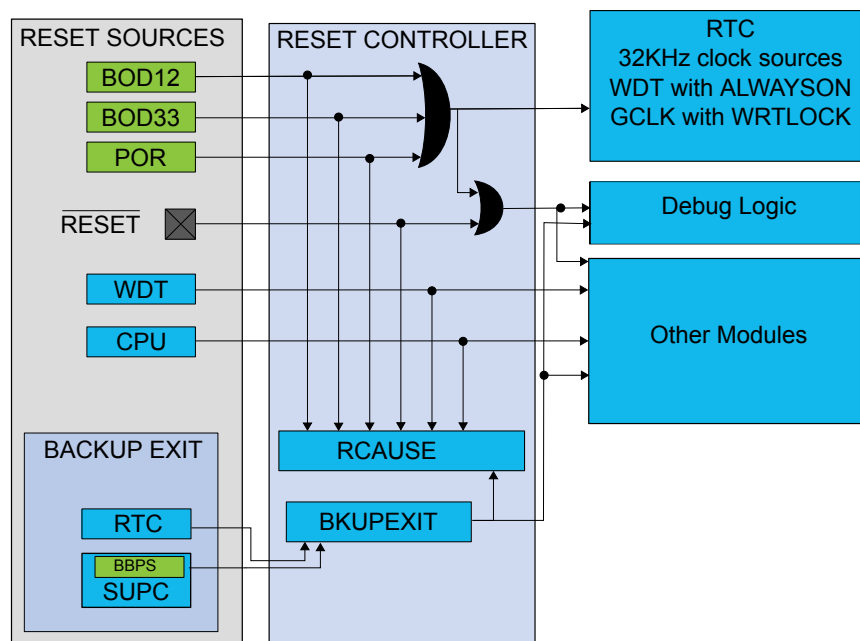 RESET SOURCES
BOD12
BOD33
POR
RESET
WDT
CPU
BACKUP EXIT
RTC
BBPS
SUPC
RESET CONTROLLER
RCAUSE
BKUPEXIT
RTC
32KHz clock sources
WDT with ALWAYSON
GCLK with WRTLOCK
Debug Logic
Other Modules